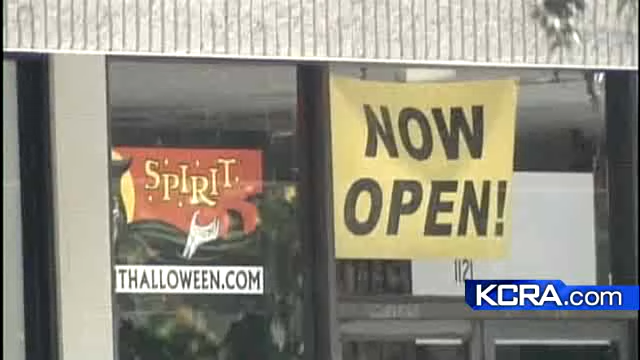 SPIRIT
THALLOWEEN.COM
NOW
OPEN!
1121
KCRA.com